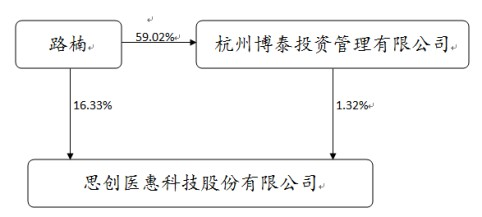 路楠
59.02%
杭州博泰投资管理有限公司
16.33%
1.32%
思创医惠科技股份有限公司